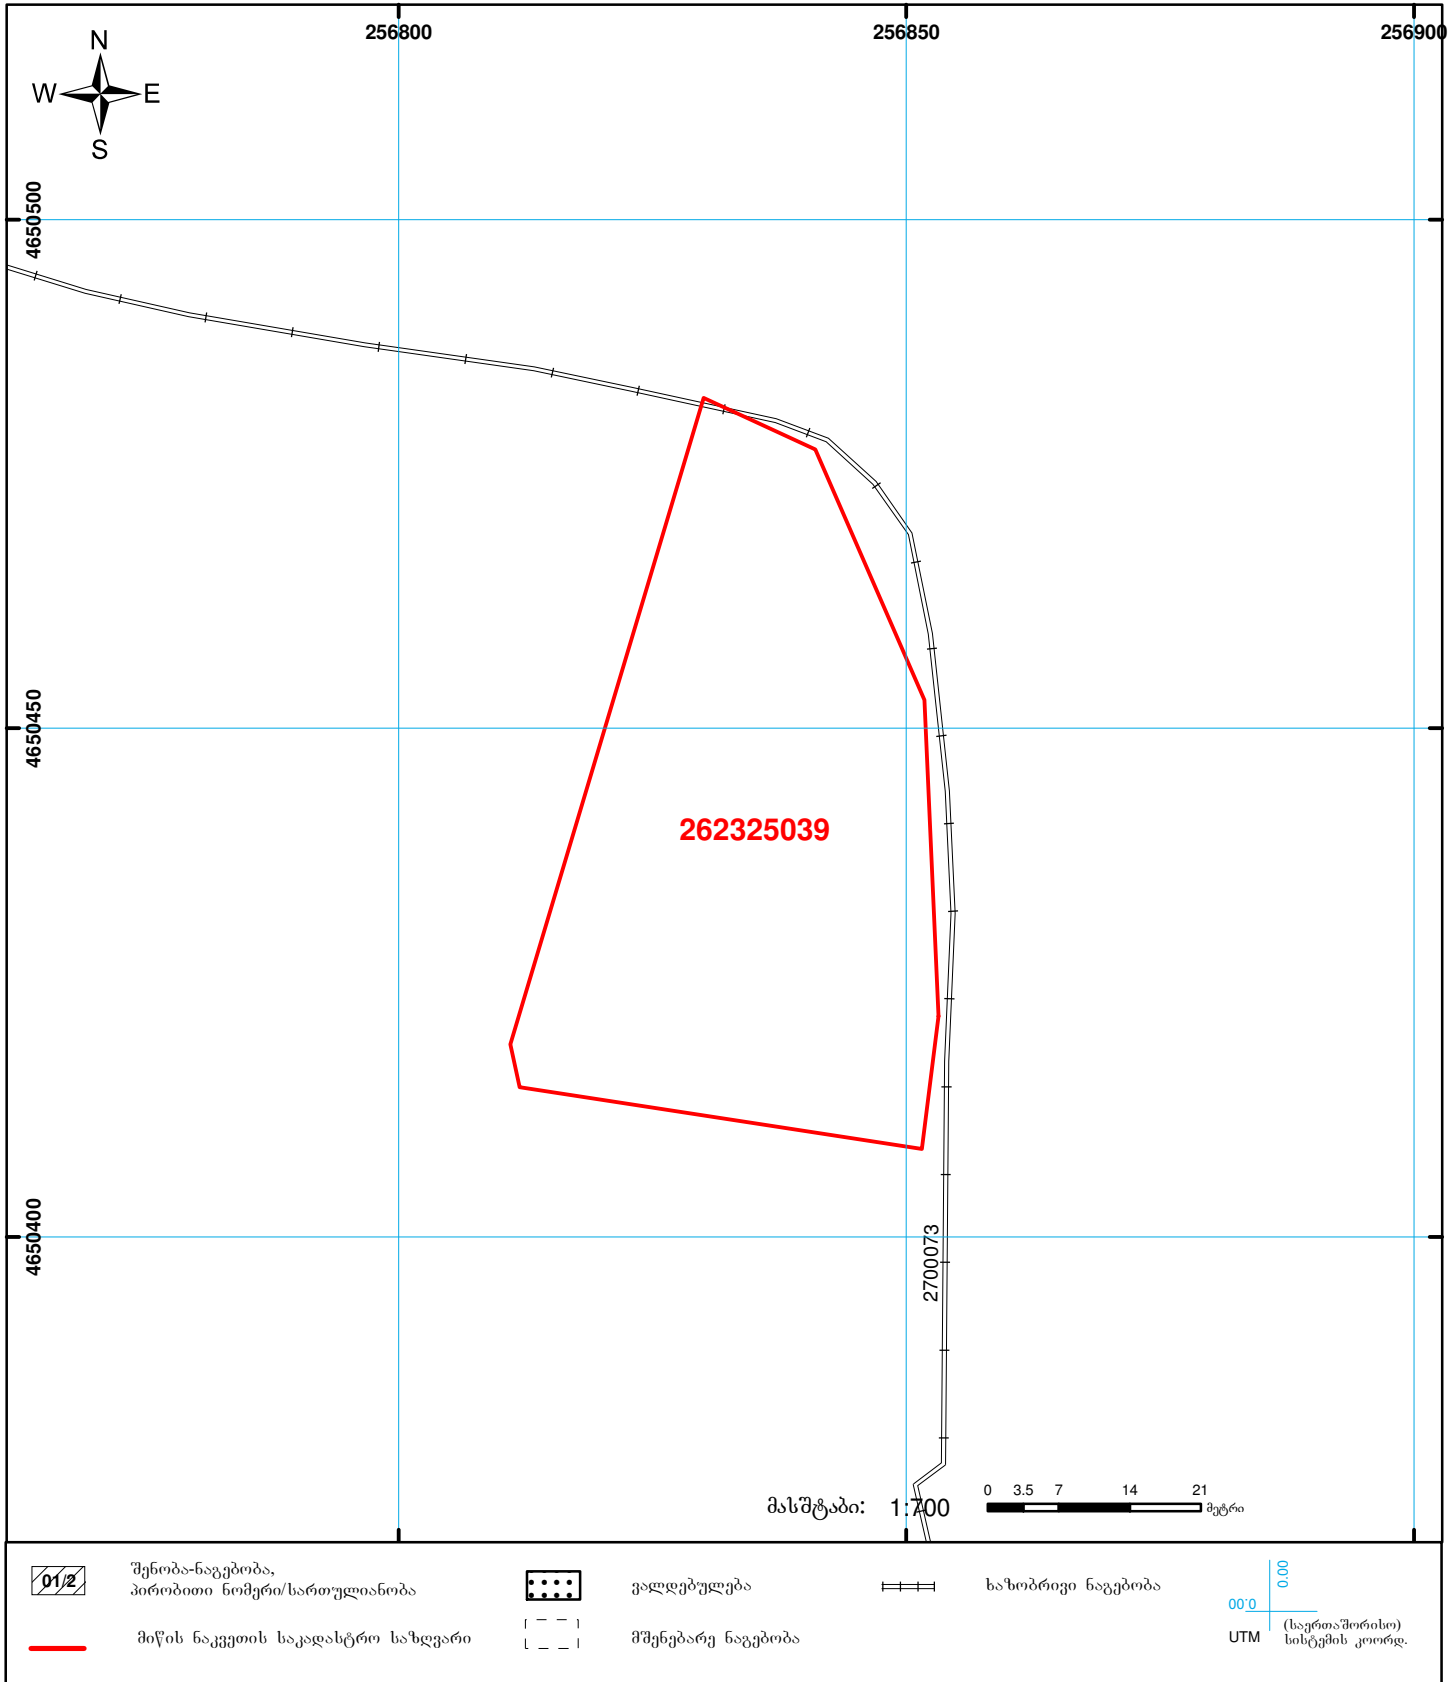 256800
256850
256900
N
W
E
S
4650500
4650450
262325039
4650400
2700073
მასშტაბი: 1:700
0 3.5 7 14 21
მეტრი
01/2
შენობა-ნაგებობა,
პირობითი ნომერი/სართულიანობა
ვალდებულება
ხაზობრივი ნაგებობა
მიწის ნაკვეთის საკადასტრო საზღვარი
მშენებარე ნაგებობა
0.00
0.00
UTM
(საერთაშორისო)
სისტემის კოორდ.